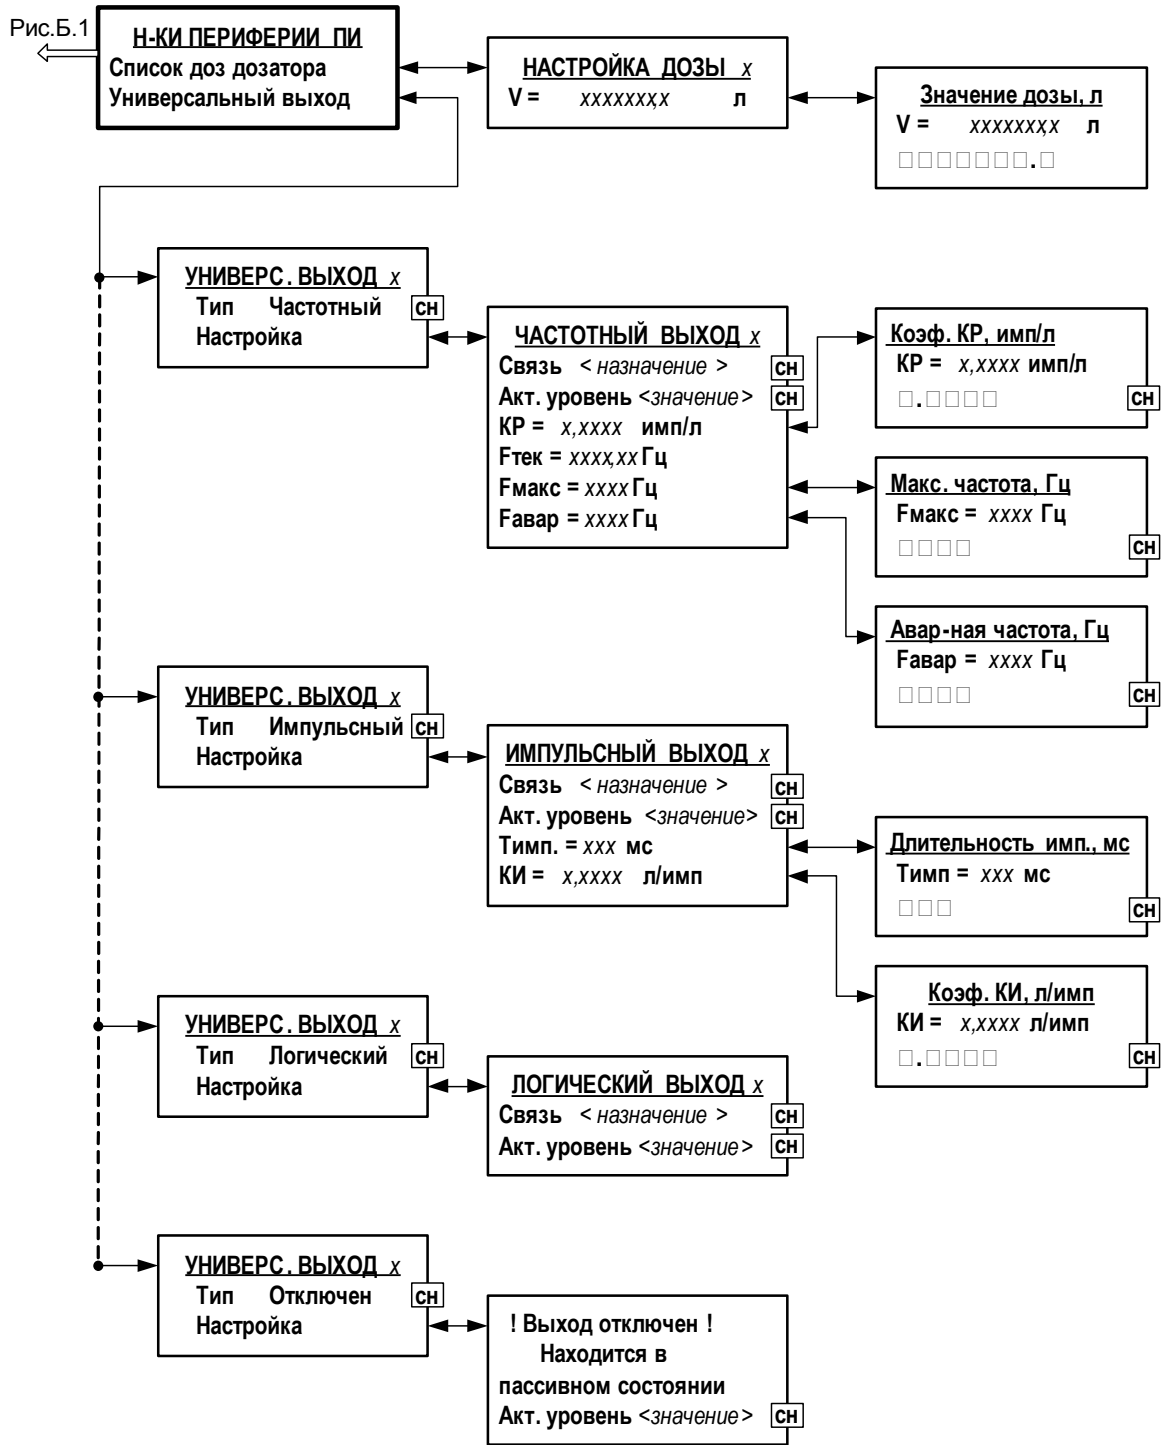 Рис.Б.1
Н-КИ ПЕРИФЕРИИ ПИ
Список доз дозатора
Универсальный выход
НАСТРОЙКА ДОЗЫ x
V = xxxxxxx,x л
Значение дозы, л
V = xxxxxxx,x л
□□□□□□□.□
УНИВЕРС. ВЫХОД x
Тип Частотный СН
Настройка
ЧАСТОТНЫЙ ВЫХОД x
Связь < назначение > СН
Акт. уровень <значение> СН
КР = x,xxxx имп/л
Fтек = xxxx,xx Гц
Fмакс = xxxx Гц
Fавар = xxxx Гц
Коэф. КР, имп/л
КР = x,xxxx имп/л
□.□□□□ СН
Макс. частота, Гц
Fмакс = xxxx Гц
□□□□ СН
Авар-ная частота, Гц
Fавар = xxxx Гц
□□□□ СН
УНИВЕРС. ВЫХОД x
Тип Импульсный СН
Настройка
ИМПУЛЬСНЫЙ ВЫХОД x
Связь < назначение > СН
Акт. уровень <значение> СН
Тимп. = xxx мс
КИ = x,xxxx л/имп
Длительность имп., мс
Тимп = xxx мс
□□□ СН
Коэф. КИ, л/имп
КИ = x,xxxx л/имп
□.□□□□ СН
УНИВЕРС. ВЫХОД x
Тип Логический СН
Настройка
ЛОГИЧЕСКИЙ ВЫХОД x
Связь < назначение > СН
Акт. уровень <значение> СН
УНИВЕРС. ВЫХОД x
Тип Отключен СН
Настройка
! Выход отключен !
Находится в
пассивном состоянии
Акт. уровень <значение> СН